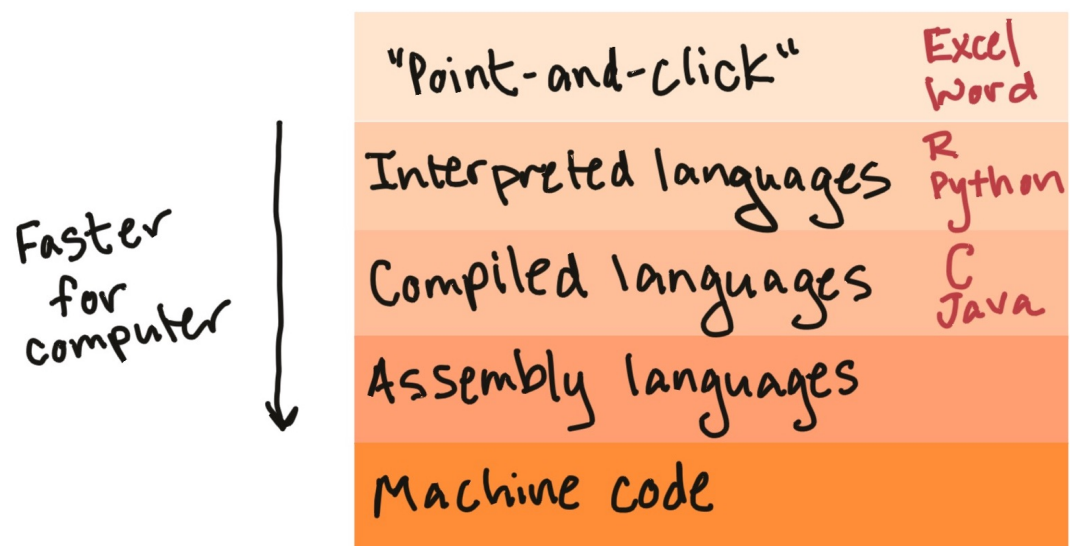 "Point-and-click"
Excel
Word
Interpreted languages
R
Python
Faster
for
computer
Compiled languages
C
Java
Assembly languages
Machine code